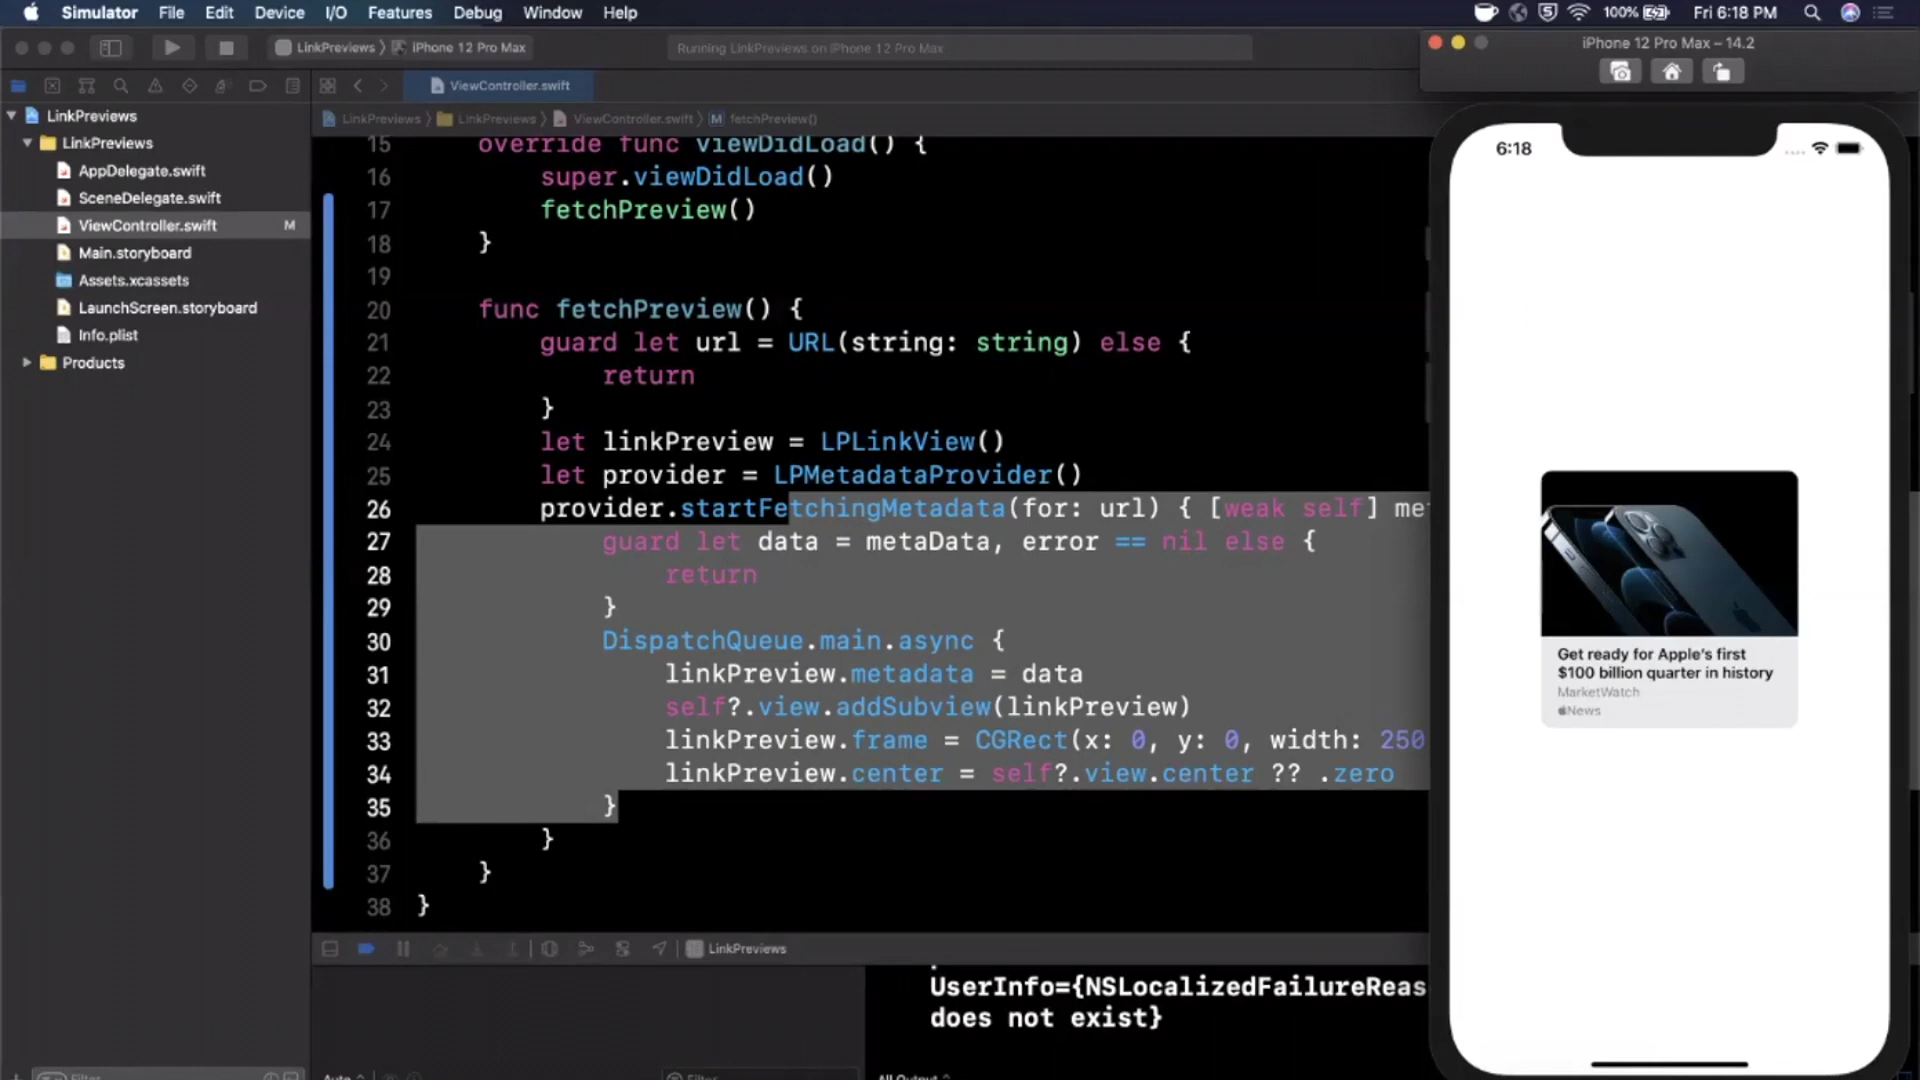 Simulator File Edit Device I/O Features Debug Window Help
100% Fri 6:18 PM
LinkPreviews iPhone 12 Pro Max
Running LinkPreviews on iPhone 12 Pro Max
iPhone 12 Pro Max – 14.2
ViewController.swift
LinkPreviews
LinkPreviews
AppDelegate.swift
SceneDelegate.swift
ViewController.swift M
Main.storyboard
Assets.xcassets
LaunchScreen.storyboard
Info.plist
Products
LinkPreviews LinkPreviews ViewController.swift M fetchPreview()
15 override func viewDidLoad() {
16 super.viewDidLoad()
17 fetchPreview()
18 }
19
20 func fetchPreview() {
21 guard let url = URL(string: string) else {
22 return
23 }
24 let linkPreview = LPLinkView()
25 let provider = LPMetadataProvider()
26 provider.startFetchingMetadata(for: url) { [weak self] met
27 guard let data = metaData, error == nil else {
28 return
29 }
30 DispatchQueue.main.async {
31 linkPreview.metadata = data
32 self?.view.addSubview(linkPreview)
33 linkPreview.frame = CGRect(x: 0, y: 0, width: 250
34 linkPreview.center = self?.view.center ?? .zero
35 }
36 }
37 }
38 }
LinkPreviews
UserInfo={NSLocalizedFailureReas
does not exist}
Filter
Auto
Filter
All Output
6:18
Get ready for Apple's first
$100 billion quarter in history
MarketWatch
News